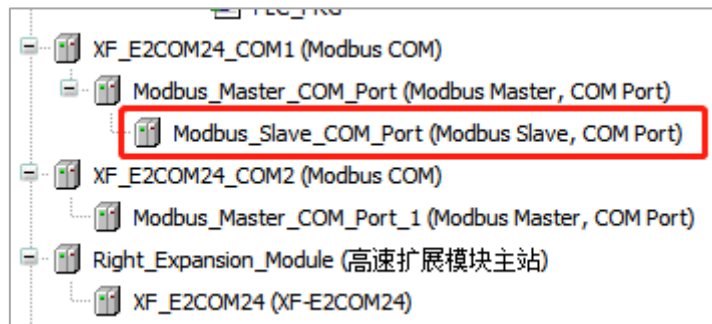 XF_E2COM24_COM1 (Modbus COM)
Modbus_Master_COM_Port (Modbus Master, COM Port)
Modbus_Slave_COM_Port (Modbus Slave, COM Port)
XF_E2COM24_COM2 (Modbus COM)
Modbus_Master_COM_Port_1 (Modbus Master, COM Port)
Right_Expansion_Module (高速扩展模块主站)
XF_E2COM24 (XF-E2COM24)